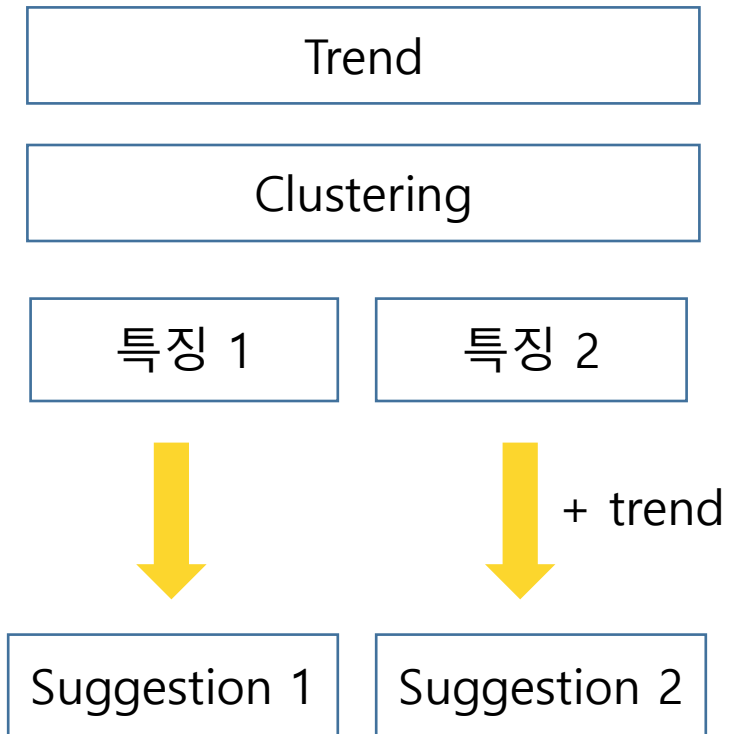 Trend
Clustering
특징 1
특징 2
+ trend
Suggestion 1
Suggestion 2